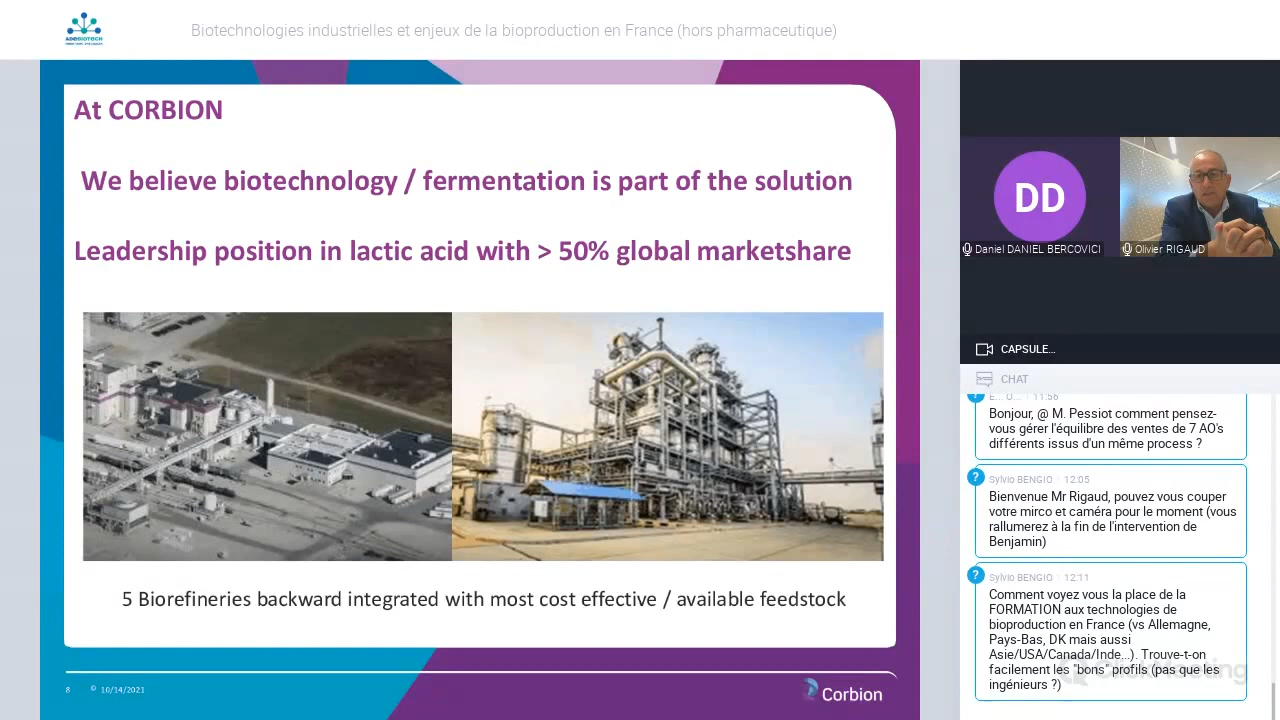 ADEBIOTECH
Biotechnologies industrielles et enjeux de la bioproduction en France (hors pharmaceutique)
At CORBION
We believe biotechnology / fermentation is part of the solution
Leadership position in lactic acid with > 50% global marketshare
5 Biorefineries backward integrated with most cost effective / available feedstock
8 © 10/14/2021
Corbion
DD
Daniel DANIEL BERCOVICI
Olivier RIGAUD
CAPSULE...
CHAT
E... O... 11:56
Bonjour, @ M. Pessiot comment pensez-
vous gérer l'équilibre des ventes de 7 AO's
différents issus d'un même process ?
Sylvio BENGIO 12:05
Bienvenue Mr Rigaud, pouvez vous couper
votre mirco et caméra pour le moment (vous
rallumerez à la fin de l'intervention de
Benjamin)
Sylvio BENGIO 12:11
Comment voyez vous la place de la
FORMATION aux technologies de
bioproduction en France (vs Allemagne,
Pays-Bas, DK mais aussi
Asie/USA/Canada/Inde...). Trouve-t-on
facilement les "bons" profils (pas que les
ingénieurs ?)
ClickMeeting